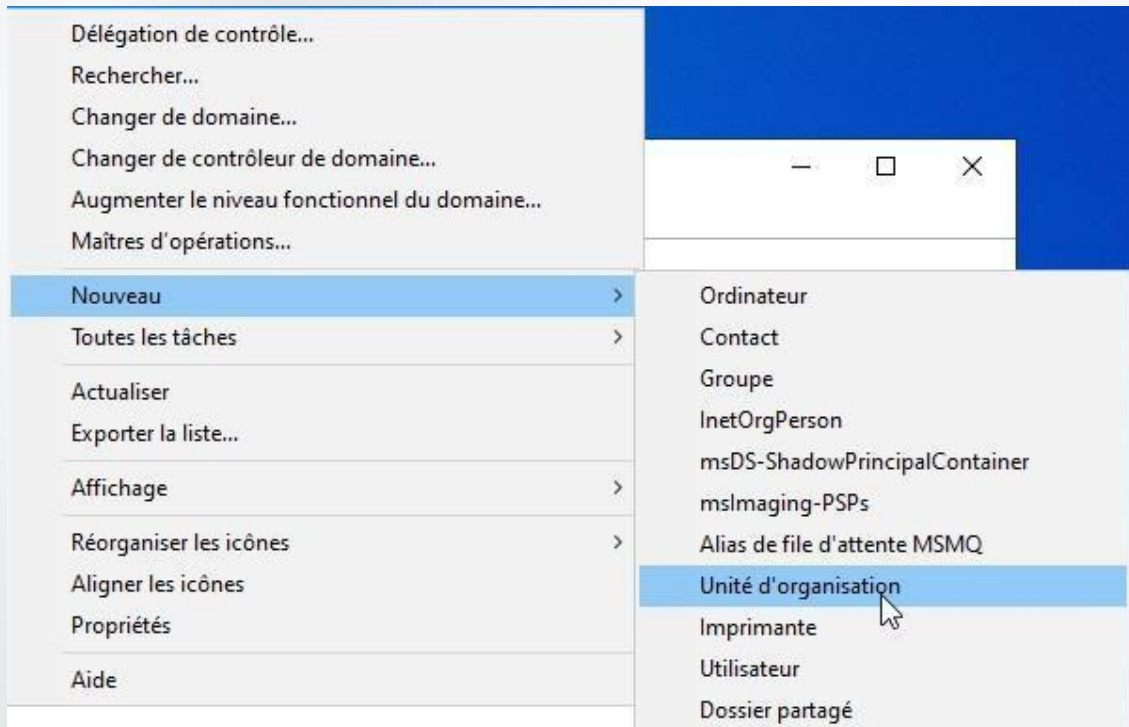 Délégation de contrôle...
Rechercher...
Changer de domaine...
Changer de contrôleur de domaine...
Augmenter le niveau fonctionnel du domaine...
Maîtres d'opérations...
Nouveau
Toutes les tâches
Actualiser
Exporter la liste...
Affichage
Réorganiser les icônes
Aligner les icônes
Propriétés
Aide
Ordinateur
Contact
Groupe
InetOrgPerson
msDS-ShadowPrincipalContainer
msImaging-PSPs
Alias de file d'attente MSMQ
Unité d'organisation
Imprimante
Utilisateur
Dossier partagé